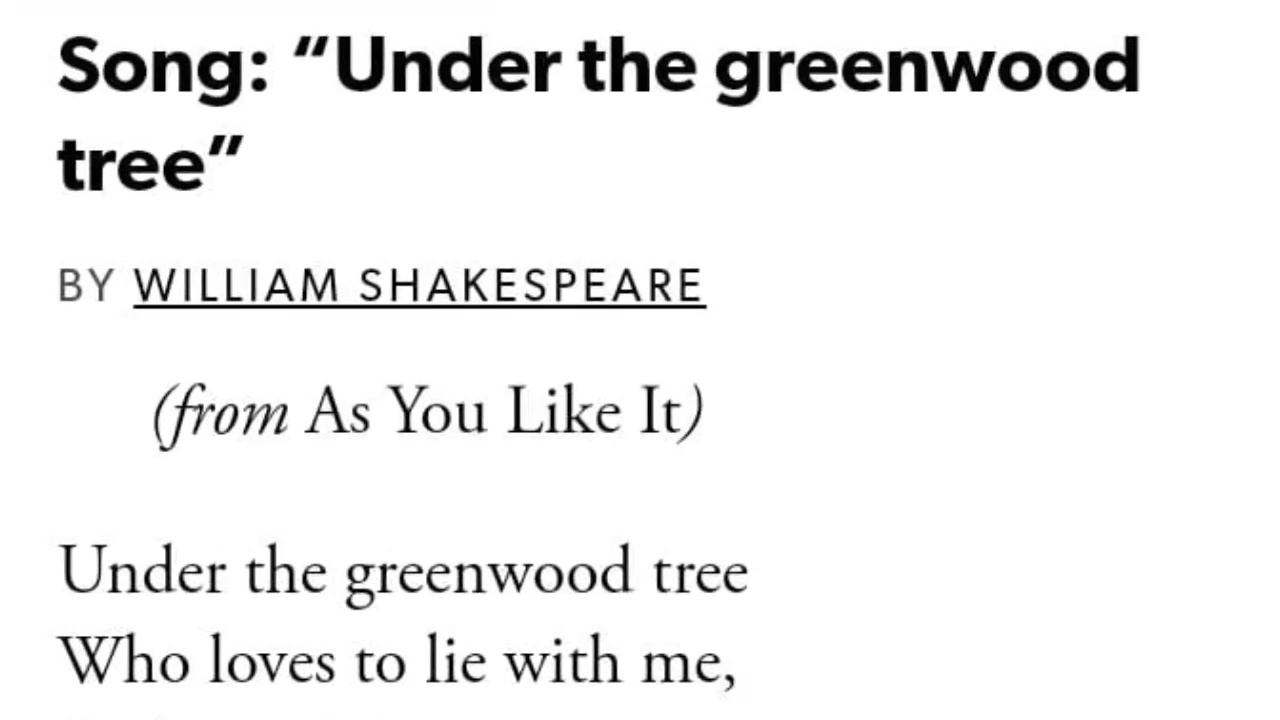 Song: “Under the greenwood
tree”
BY WILLIAM SHAKESPEARE
(from As You Like It)
Under the greenwood tree
Who loves to lie with me,